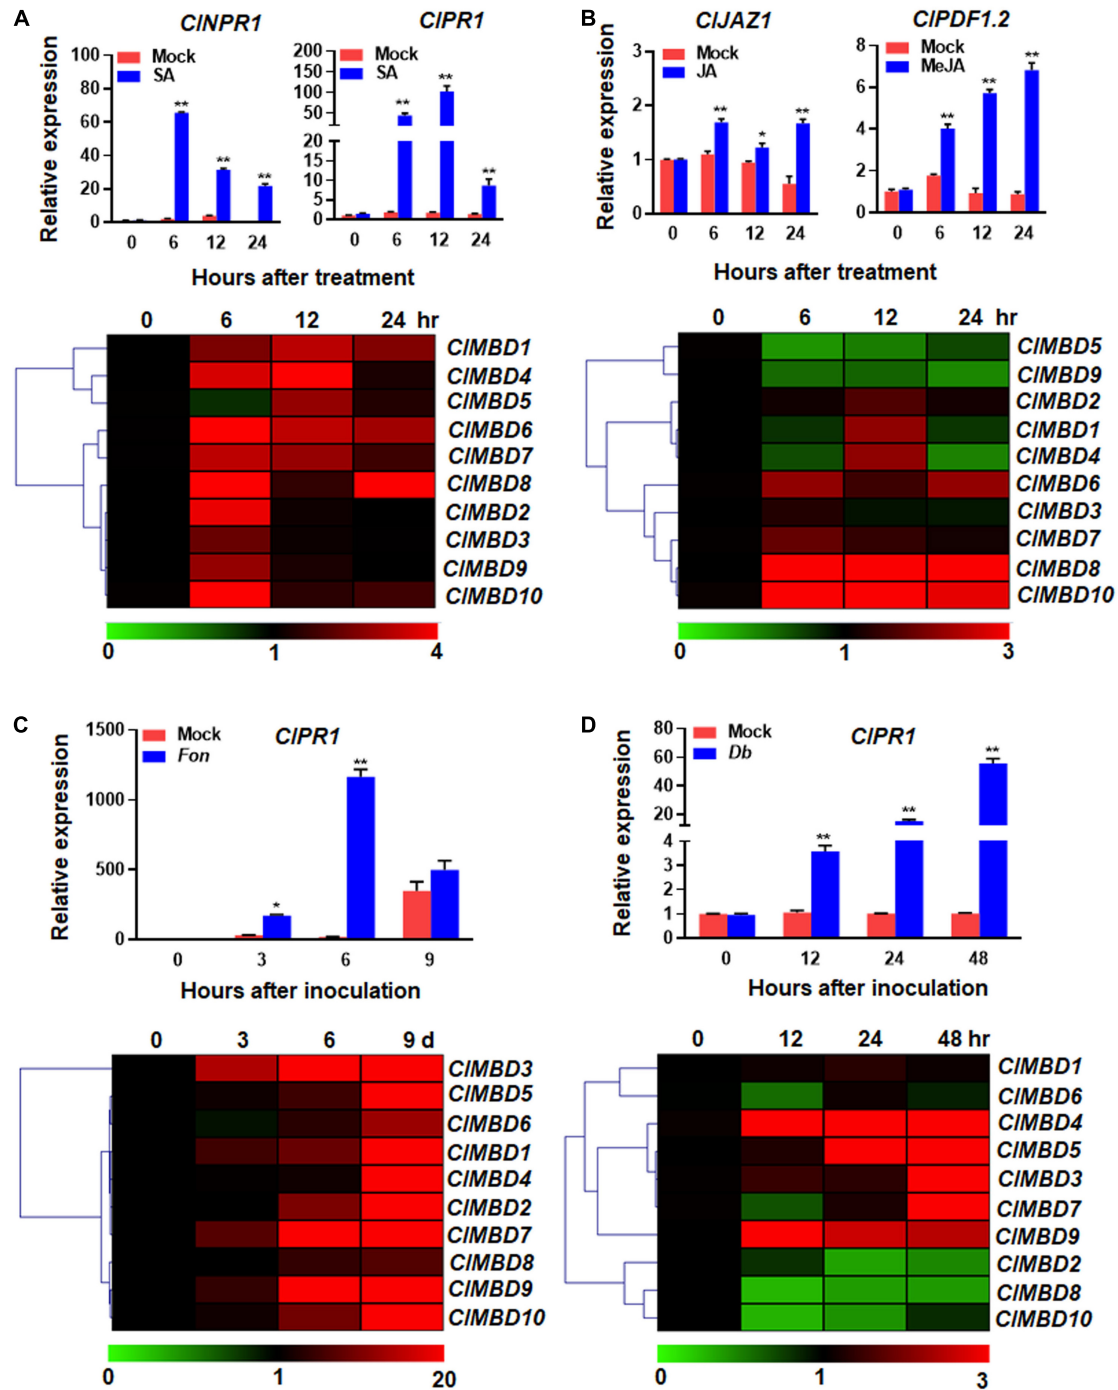 A
ClNPR1
Relative expression
100
80
60
40
20
0
Mock
SA
**
**
**
0 6 12 24
ClPR1
200
150
100
50
20
15
10
5
0
Mock
SA
**
**
**
0 6 12 24
Hours after treatment
0 6 12 24 hr
ClMBD1
ClMBD4
ClMBD5
ClMBD6
ClMBD7
ClMBD8
ClMBD2
ClMBD3
ClMBD9
ClMBD10
0 1 4
B
ClJAZ1
Relative expression
3
2
1
0
Mock
JA
**
*
**
0 6 12 24
ClPDF1.2
8
6
4
2
0
Mock
MeJA
**
**
**
0 6 12 24
Hours after treatment
0 6 12 24 hr
ClMBD5
ClMBD9
ClMBD2
ClMBD1
ClMBD4
ClMBD6
ClMBD3
ClMBD7
ClMBD8
ClMBD10
0 1 3
C
ClPR1
Relative expression
1500
1000
500
0
Mock
Fon
*
**
0 3 6 9
Hours after inoculation
0 3 6 9 d
ClMBD3
ClMBD5
ClMBD6
ClMBD1
ClMBD4
ClMBD2
ClMBD7
ClMBD8
ClMBD9
ClMBD10
0 1 20
D
ClPR1
Relative expression
80
60
40
20
4
3
2
1
0
Mock
Db
**
**
**
0 12 24 48
Hours after inoculation
0 12 24 48 hr
ClMBD1
ClMBD6
ClMBD4
ClMBD5
ClMBD3
ClMBD7
ClMBD9
ClMBD2
ClMBD8
ClMBD10
0 1 3